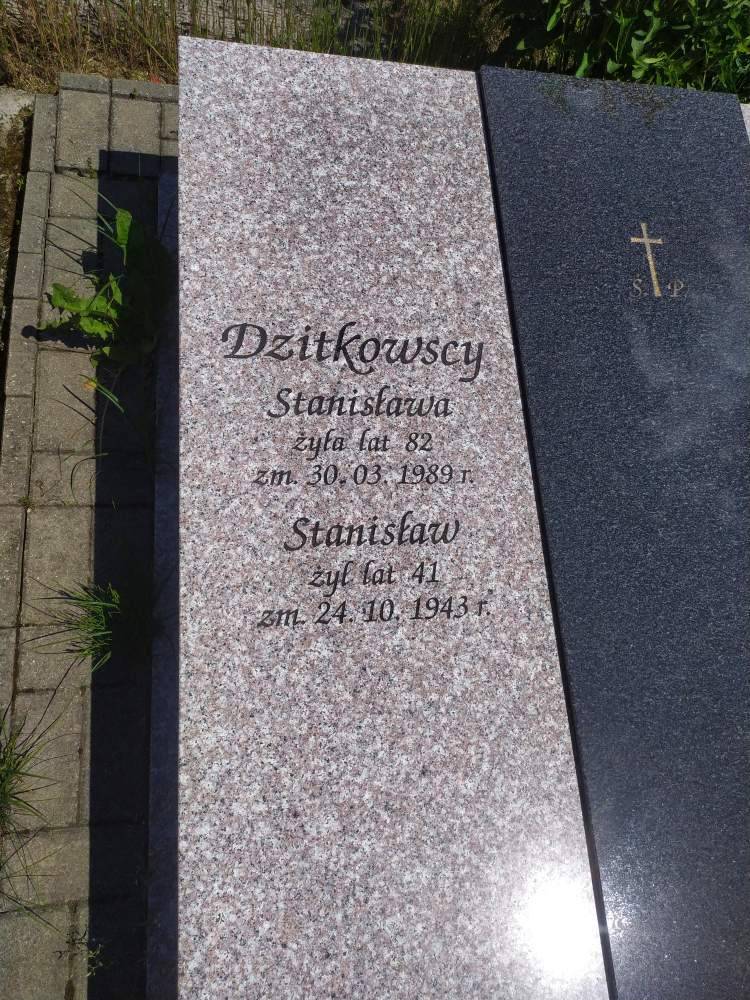 Dzitkowscy
Stanisława
żyła lat 82
zm. 30. 03. 1989 r.
Stanisław
żył lat 41
zm. 24. 10. 1943 r.
Ś. P.